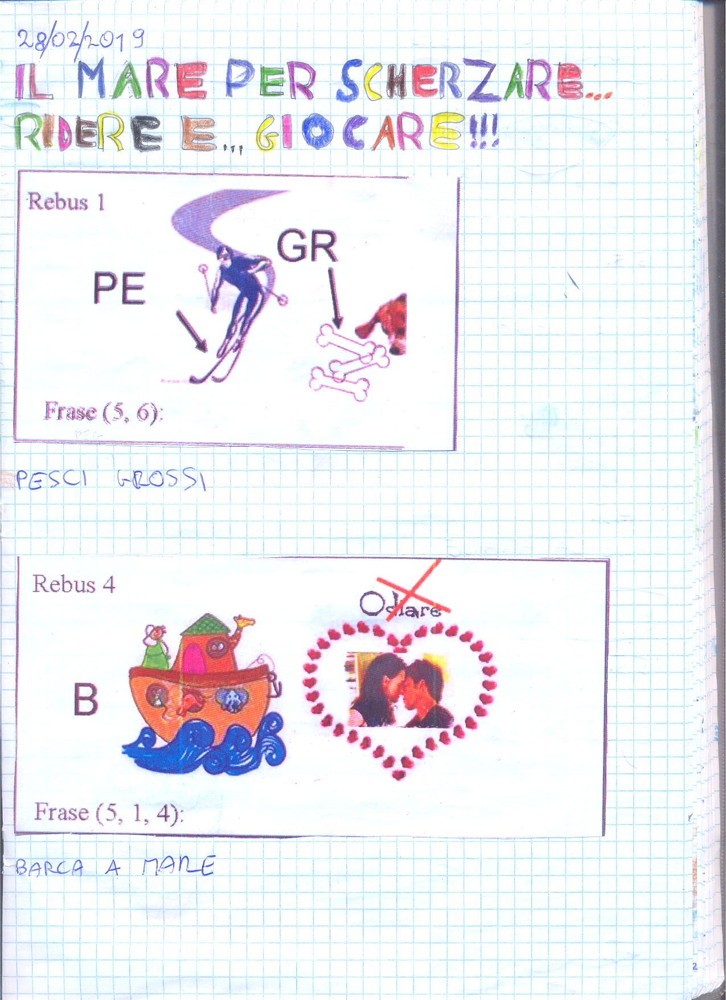 28/02/2019
IL MARE PER SCHERZARE...
RIDERE E... GIOCARE!!!
Rebus 1
GR
PE
Frase (5, 6):
PESCI GROSSI
Rebus 4
Odiare
B
Frase (5, 1, 4):
BARCA A MARE
2